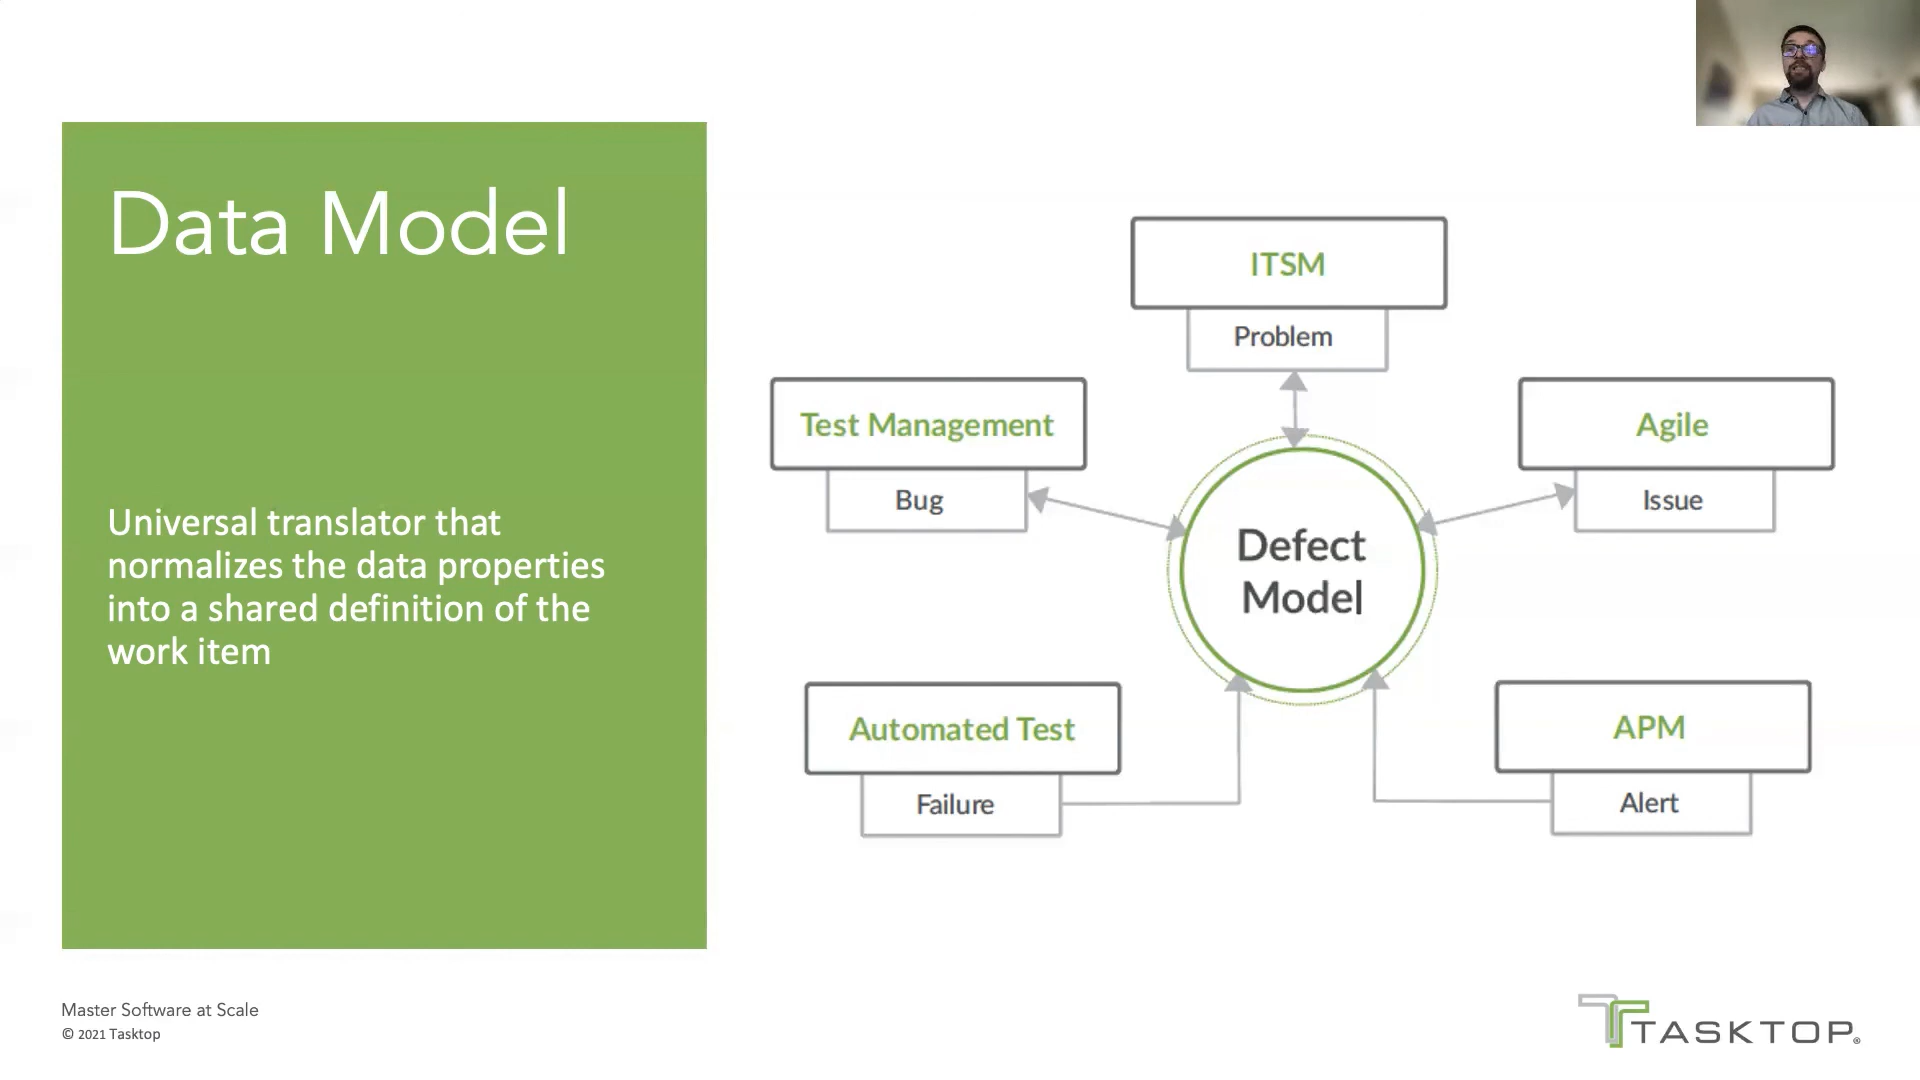 Data Model
Universal translator that
normalizes the data properties
into a shared definition of the
work item
ITSM
Problem
Test Management
Bug
Agile
Issue
Defect
Model
Automated Test
Failure
APM
Alert
Master Software at Scale
© 2021 Tasktop
TASKTOP®